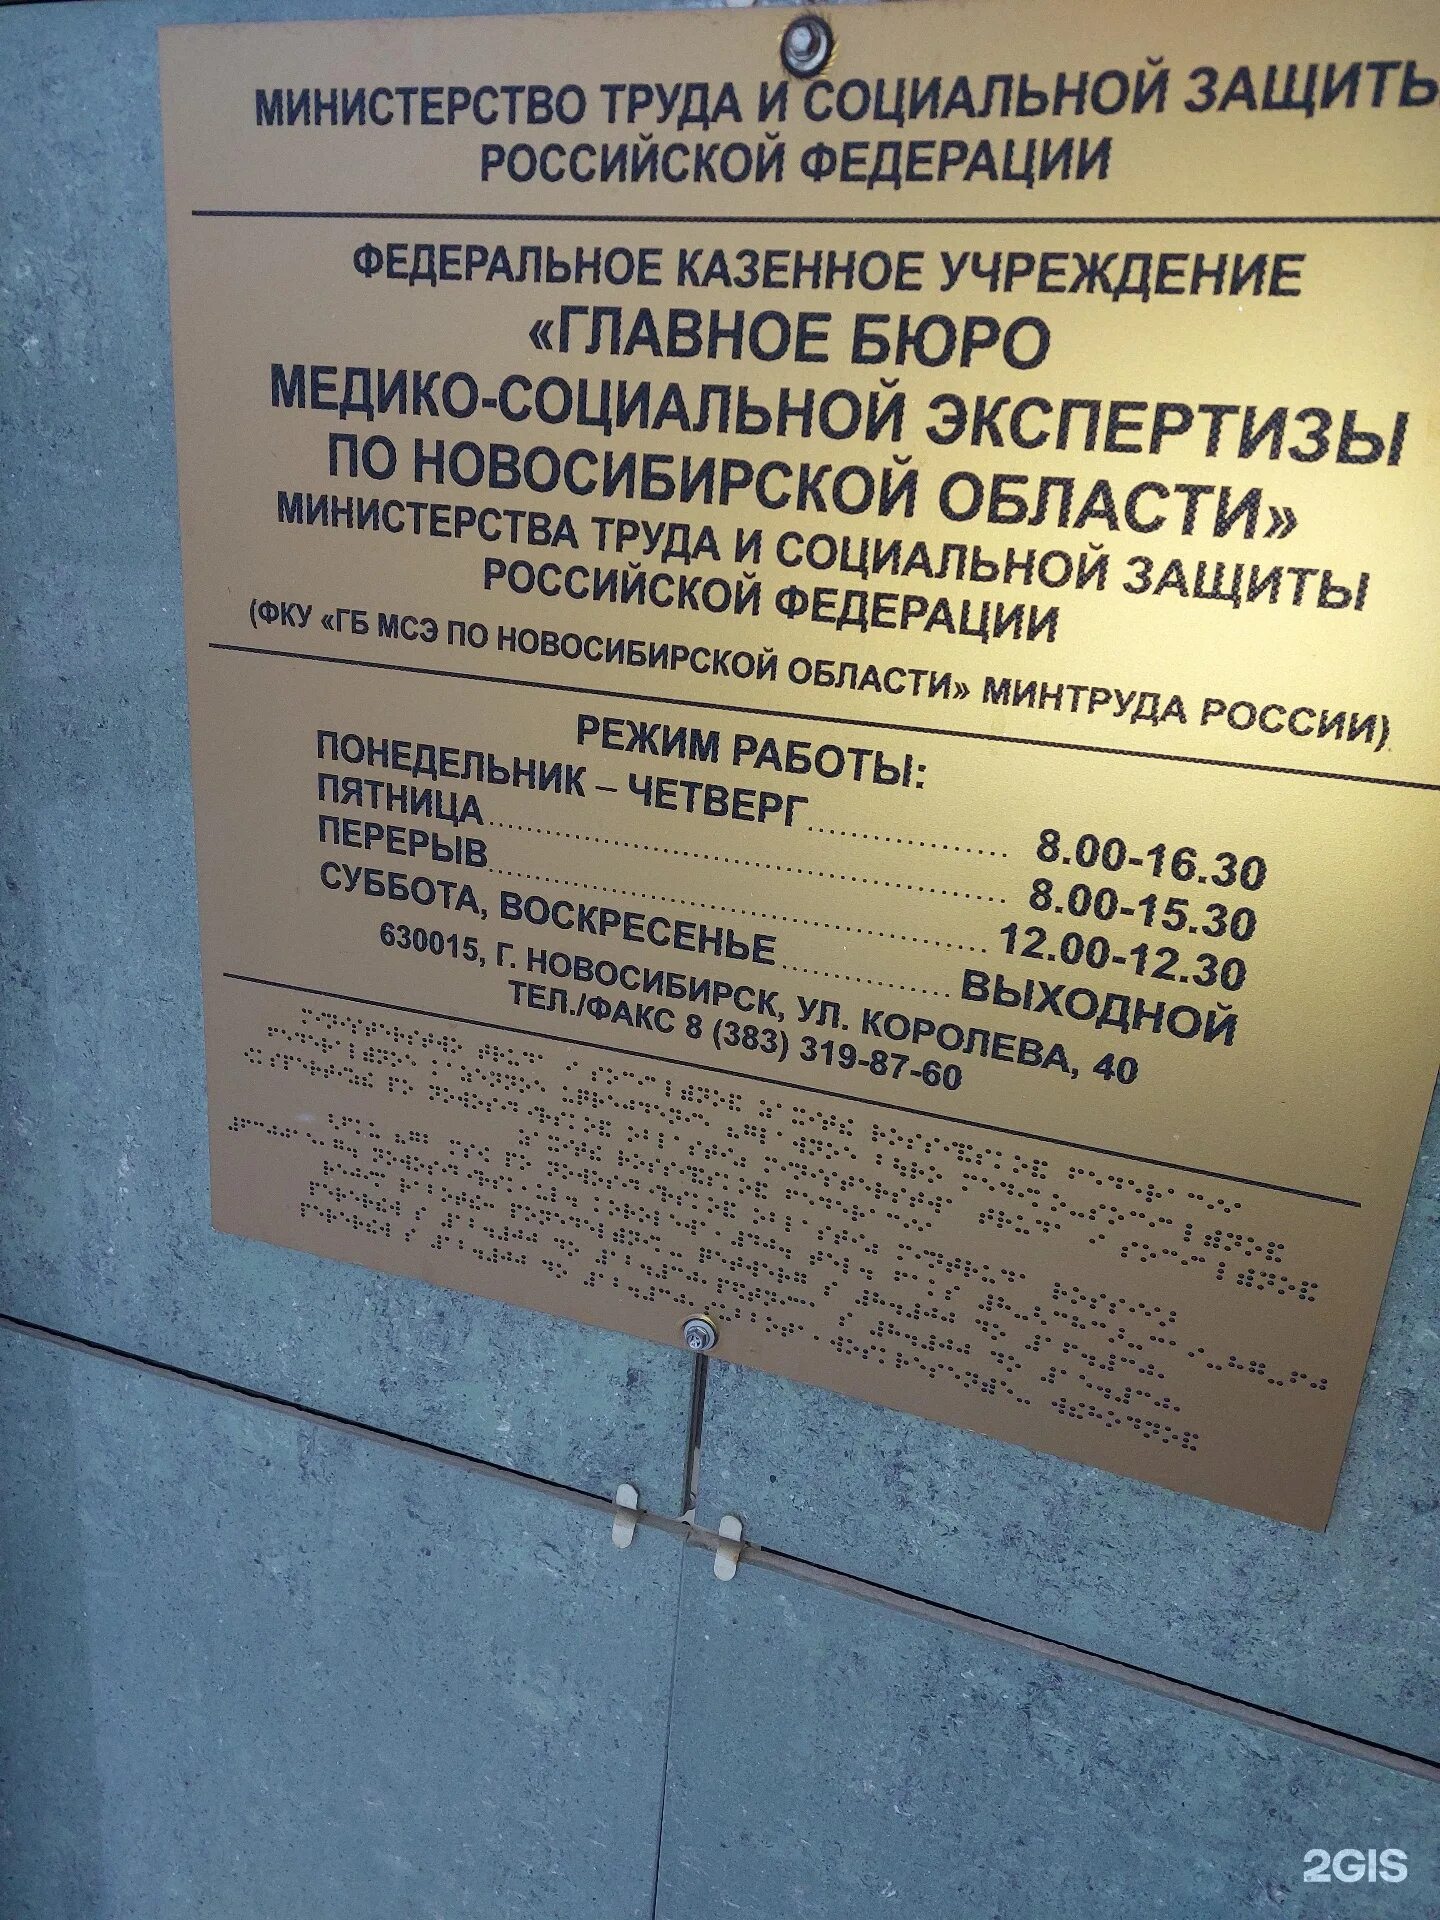 МИНИСТЕРСТВО ТРУДА И СОЦИАЛЬНОЙ ЗАЩИТЫ
РОССИЙСКОЙ ФЕДЕРАЦИИ
ФЕДЕРАЛЬНОЕ КАЗЕННОЕ УЧРЕЖДЕНИЕ
«ГЛАВНОЕ БЮРО
МЕДИКО-СОЦИАЛЬНОЙ ЭКСПЕРТИЗЫ
ПО НОВОСИБИРСКОЙ ОБЛАСТИ»
МИНИСТЕРСТВА ТРУДА И СОЦИАЛЬНОЙ ЗАЩИТЫ
РОССИЙСКОЙ ФЕДЕРАЦИИ
(ФКУ «ГБ МСЭ ПО НОВОСИБИРСКОЙ ОБЛАСТИ» МИНТРУДА РОССИИ)
РЕЖИМ РАБОТЫ:
ПОНЕДЕЛЬНИК – ЧЕТВЕРГ 8.00-16.30
ПЯТНИЦА 8.00-15.30
ПЕРЕРЫВ 12.00-12.30
СУББОТА, ВОСКРЕСЕНЬЕ ВЫХОДНОЙ
630015, Г. НОВОСИБИРСК, УЛ. КОРОЛЕВА, 40
ТЕЛ./ФАКС 8 (383) 319-87-60
2GIS